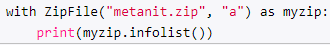 with ZipFile("metanit.zip", "a") as myzip:
    print(myzip.infolist())